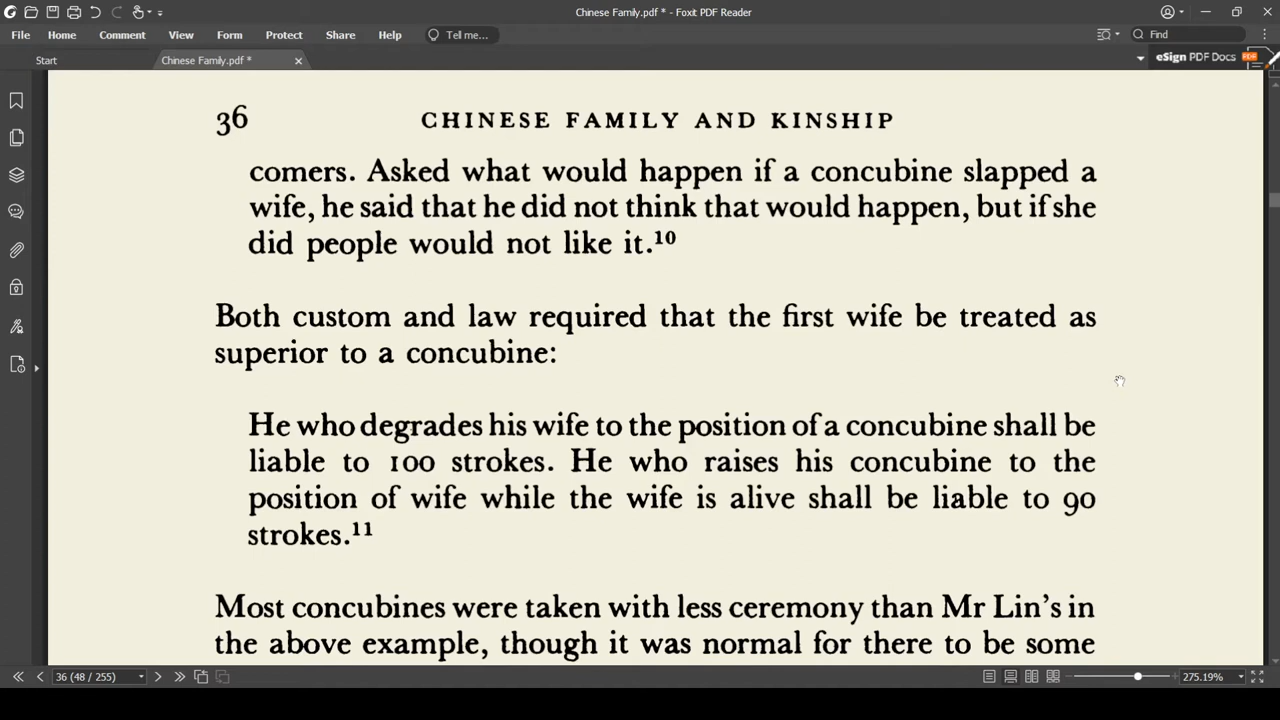 Chinese Family.pdf * - Foxit PDF Reader
File Home Comment View Form Protect Share Help Tell me... Find
Start Chinese Family.pdf * eSign PDF Docs
36 CHINESE FAMILY AND KINSHIP
comers. Asked what would happen if a concubine slapped a
wife, he said that he did not think that would happen, but if she
did people would not like it.¹⁰
Both custom and law required that the first wife be treated as
superior to a concubine:
He who degrades his wife to the position of a concubine shall be
liable to 100 strokes. He who raises his concubine to the
position of wife while the wife is alive shall be liable to 90
strokes.¹¹
Most concubines were taken with less ceremony than Mr Lin's in
the above example, though it was normal for there to be some
36 (48 / 255) 275.19%